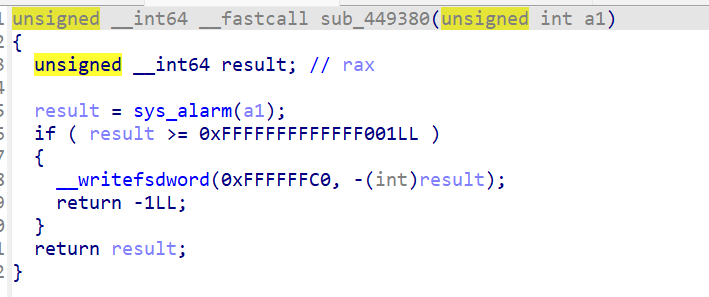 1 unsigned __int64 __fastcall sub_449380(unsigned int a1)
2 {
3   unsigned __int64 result; // rax
4
5   result = sys_alarm(a1);
6   if ( result >= 0xFFFFFFFFFFFFF001LL )
7   {
8     __writefsdword(0xFFFFFFC0, -(int)result);
9     return -1LL;
0   }
1   return result;
2 }